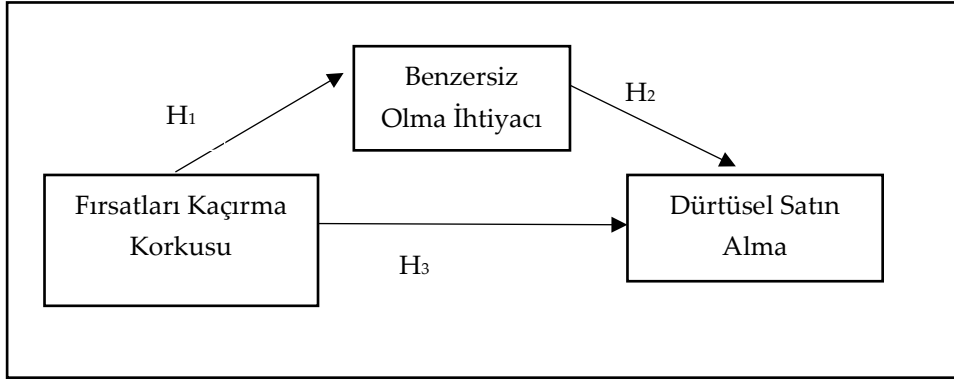 Benzersiz
Olma İhtiyacı
H1
H2
Fırsatları Kaçırma
Korkusu
Dürtüsel Satın
Alma
H3